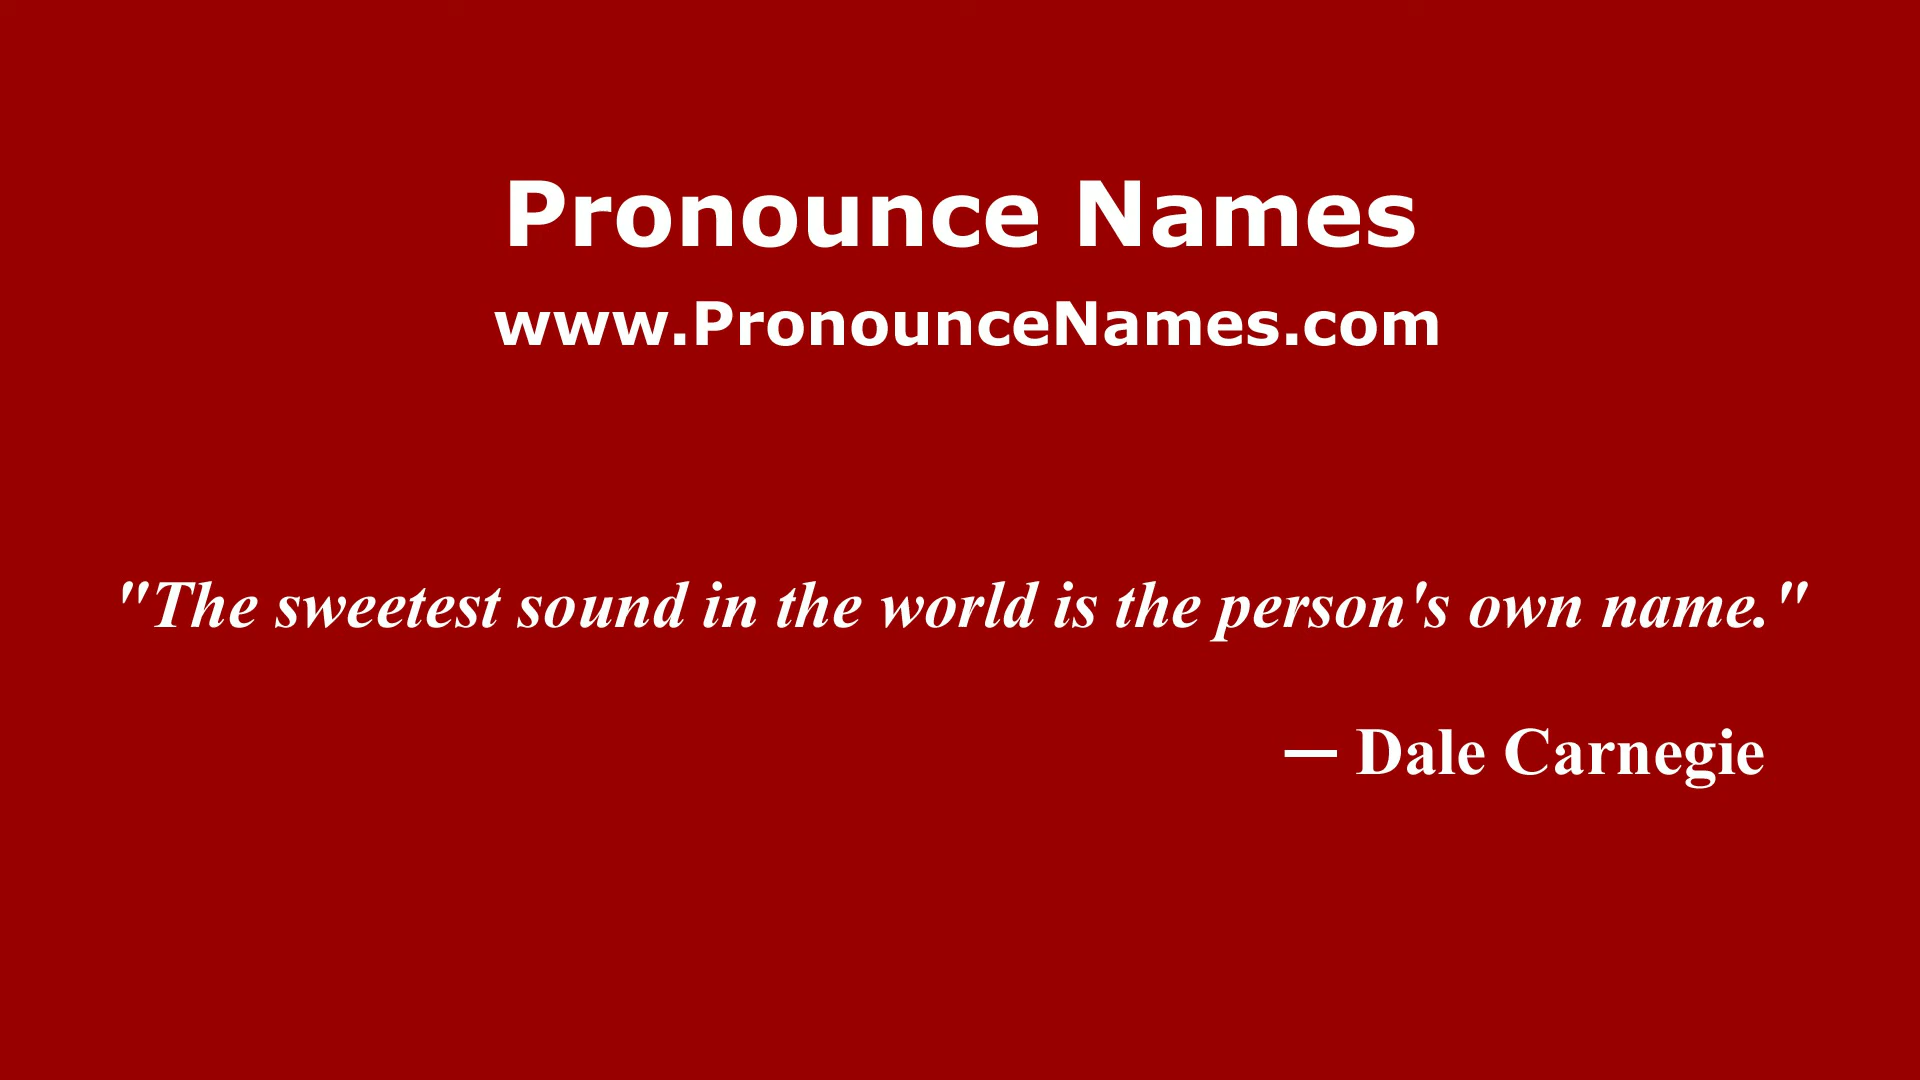 Pronounce Names
www.PronounceNames.com
"The sweetest sound in the world is the person's own name."
— Dale Carnegie